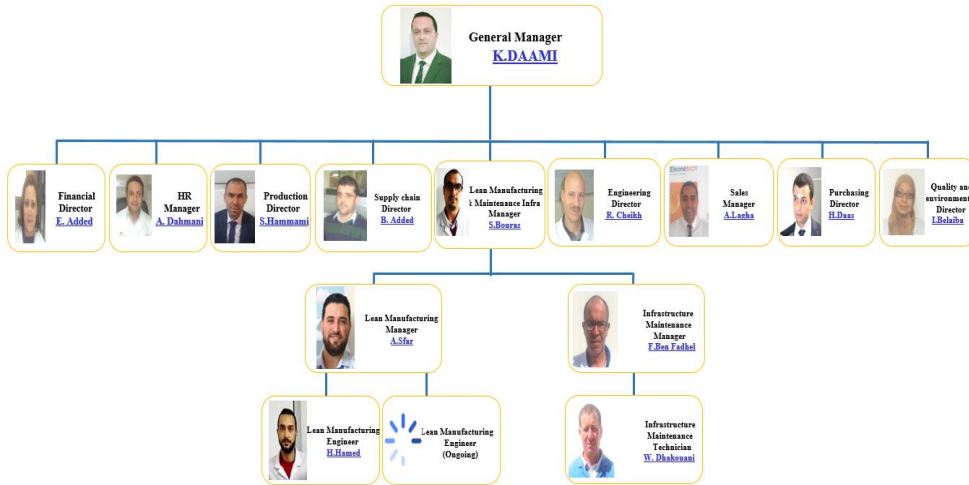 General Manager
K.DAAMI
Financial
Director
E. Added
HR
Manager
A. Dahmani
Production
Director
S.Hammami
Supply chain
Director
B. Added
Lean Manufacturing
& Maintenance Infra
Manager
S.Bouras
Engineering
Director
R. Cheikh
Sales
Manager
A.Lagha
Purchasing
Director
H.Daas
Quality and
environment
Director
I.Belaiba
Lean Manufacturing
Manager
A.Sfar
Infrastructure
Maintenance
Manager
F.Ben Fadhel
Lean Manufacturing
Engineer
H.Hamed
Lean Manufacturing
Engineer
(Ongoing)
Infrastructure
Maintenance
Technician
W. Dhakouani